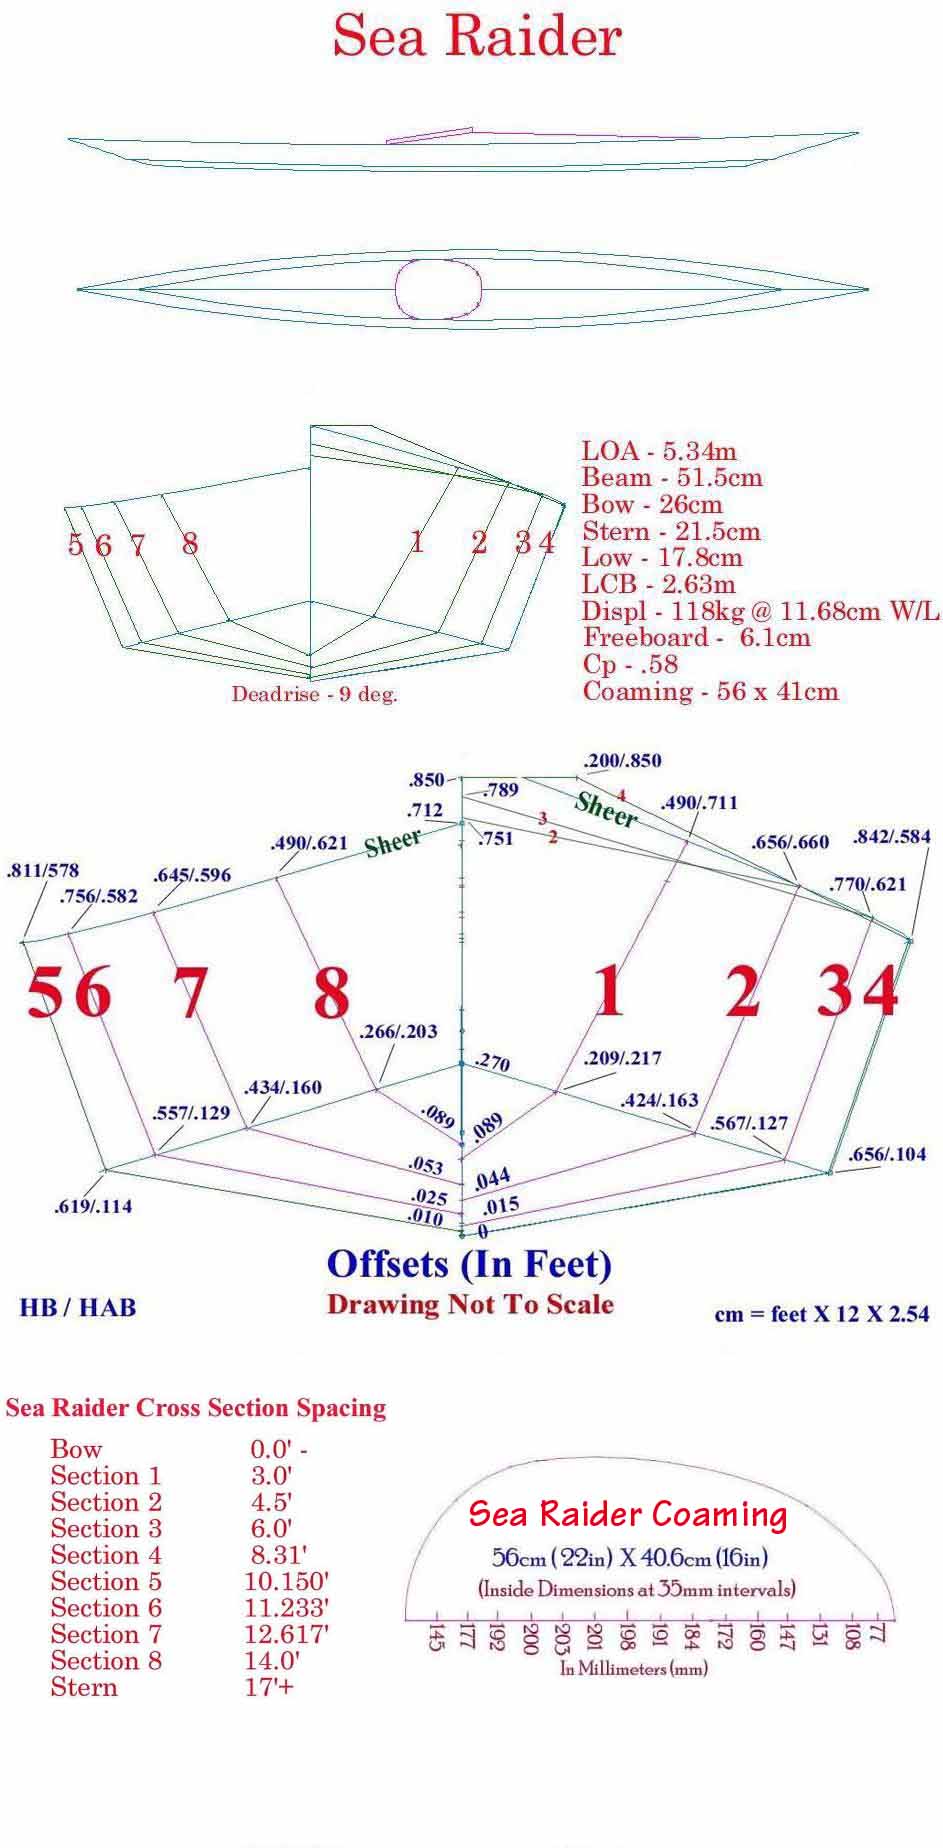 Sea Raider
5 6 7 8 1 2 3 4
Deadrise - 9 deg.
LOA - 5.34m
Beam - 51.5cm
Bow - 26cm
Stern - 21.5cm
Low - 17.8cm
LCB - 2.63m
Displ - 118kg @ 11.68cm W/L
Freeboard - 6.1cm
Cp - .58
Coaming - 56 x 41cm
.200/.850
.850
.789
4
.490/.711
Sheer
.712
3
.751
2
Sheer
.490/.621
.656/.660
.842/.584
.811/578
.756/.582
.645/.596
.770/.621
5 6 7 8 1 2 3 4
.266/.203
.270
.209/.217
.434/.160
.424/.163
.557/.129
.089
.089
.567/.127
.053
.044
.656/.104
.025
.015
.619/.114
.010
0
Offsets (In Feet)
HB / HAB
Drawing Not To Scale
cm = feet X 12 X 2.54
Sea Raider Cross Section Spacing
Bow 0.0' -
Section 1 3.0'
Section 2 4.5'
Section 3 6.0'
Section 4 8.31'
Section 5 10.150'
Section 6 11.233'
Section 7 12.617'
Section 8 14.0'
Stern 17'+
Sea Raider Coaming
56cm (22in) X 40.6cm (16in)
(Inside Dimensions at 35mm intervals)
145 177 192 200 203 201 198 191 184 172 160 147 131 108 77
In Millimeters (mm)